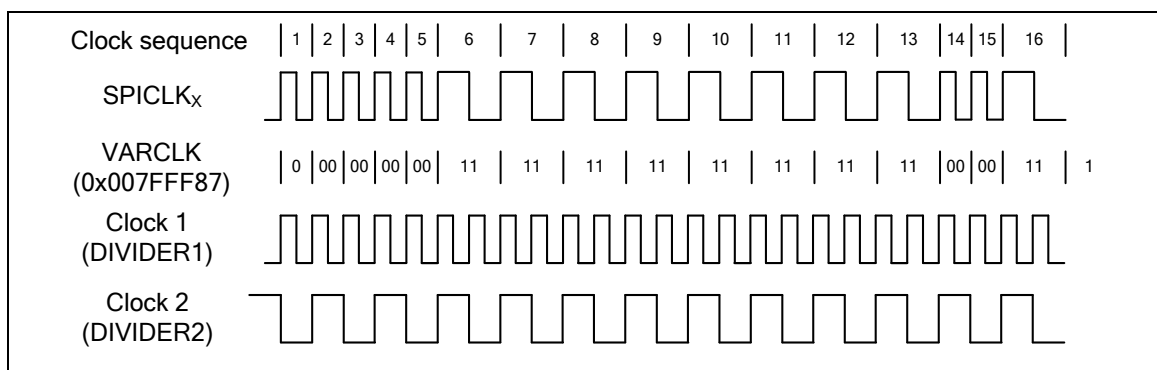 Clock sequence 1 2 3 4 5 6 7 8 9 10 11 12 13 14 15 16
SPICLKX
VARCLK
(0x007FFF87)
0 00 00 00 00 11 11 11 11 11 11 11 11 00 00 11 1
Clock 1
(DIVIDER1)
Clock 2
(DIVIDER2)